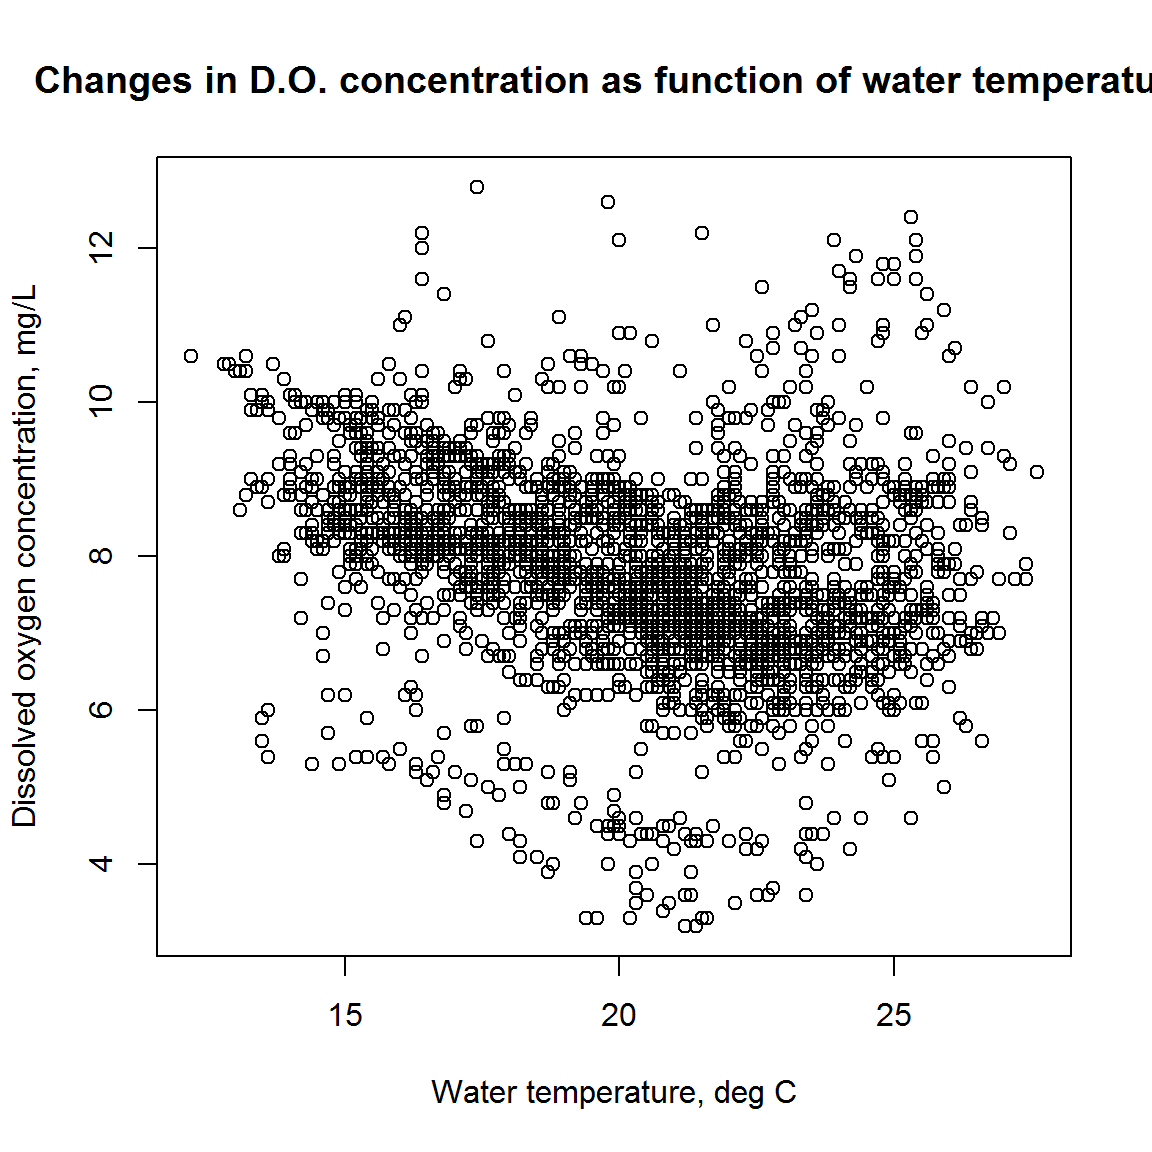 Changes in D.O. concentration as function of water temperatu
Dissolved oxygen concentration, mg/L
12
10
8
6
4
15 20 25
Water temperature, deg C